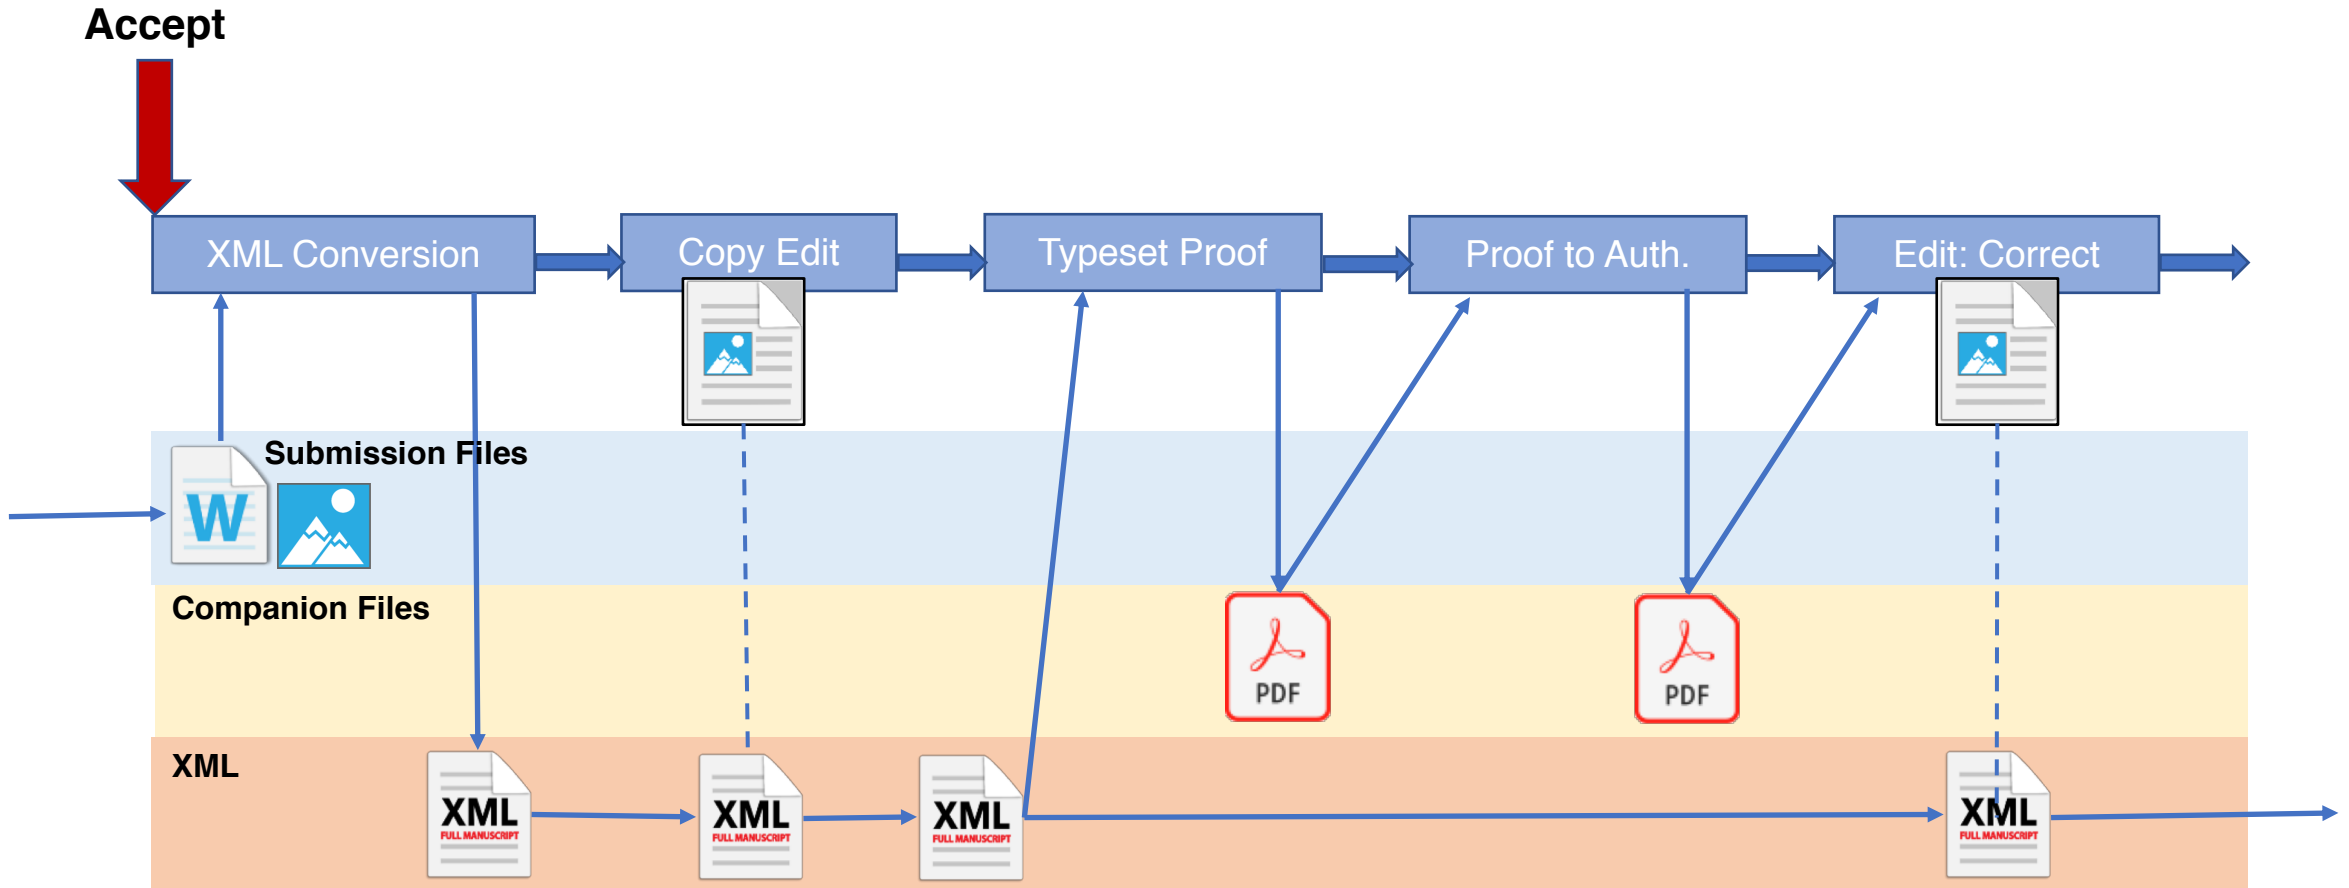 Accept
XML Conversion
Copy Edit
Typeset Proof
Proof to Auth.
Edit: Correct
Submission Files
W
Companion Files
PDF
PDF
XML
XML
FULL MANUSCRIPT
XML
FULL MANUSCRIPT
XML
FULL MANUSCRIPT
XML
FULL MANUSCRIPT